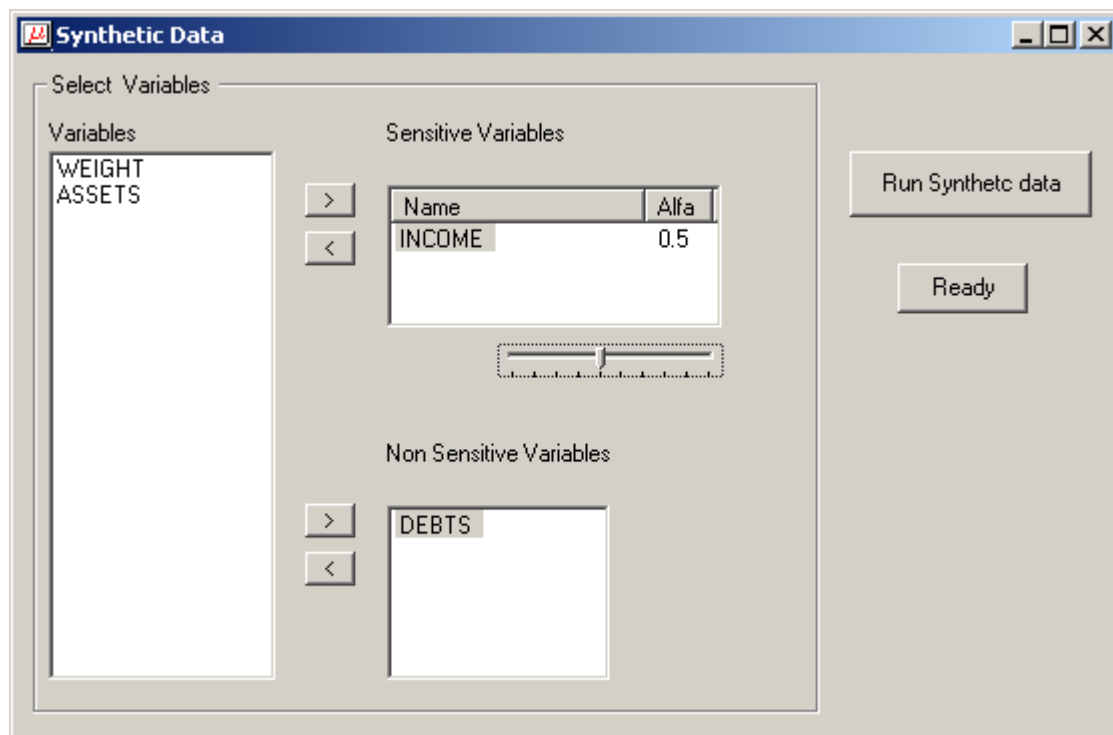 μ Synthetic Data
Select Variables
Variables
WEIGHT
ASSETS
>
<
Sensitive Variables
Name Alfa
INCOME 0.5
Non Sensitive Variables
>
<
DEBTS
Run Synthetc data
Ready